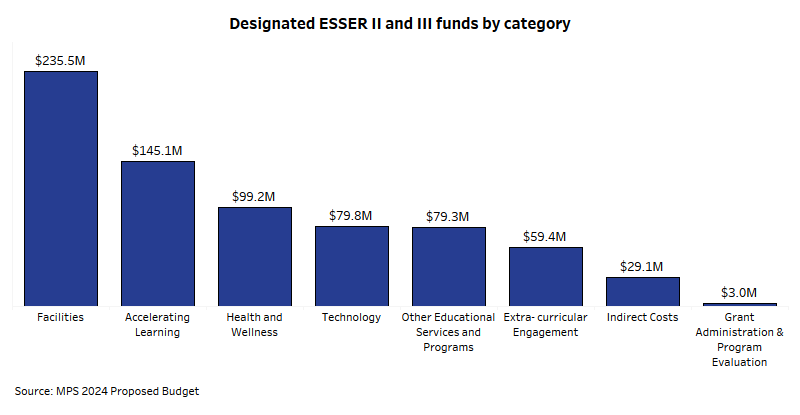 Designated ESSER II and III funds by category
$235.5M
$145.1M
$99.2M
$79.8M
$79.3M
$59.4M
$29.1M
$3.0M
Facilities
Accelerating
Learning
Health and
Wellness
Technology
Other Educational
Services and
Programs
Extra- curricular
Engagement
Indirect Costs
Grant
Administration &
Program
Evaluation
Source: MPS 2024 Proposed Budget